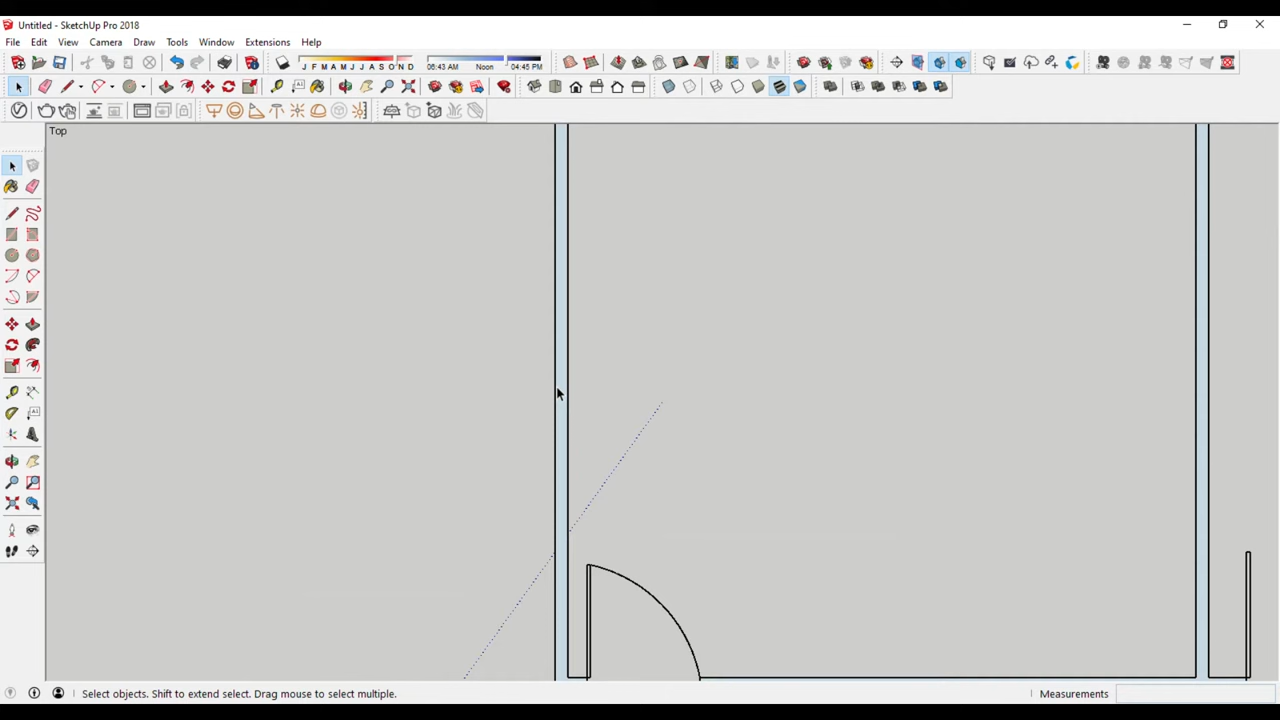 Untitled - SketchUp Pro 2018
File Edit View Camera Draw Tools Window Extensions Help
J F M A M J J A S O N D 06:43 AM Noon 04:45 PM
Top
Select objects. Shift to extend select. Drag mouse to select multiple. Measurements